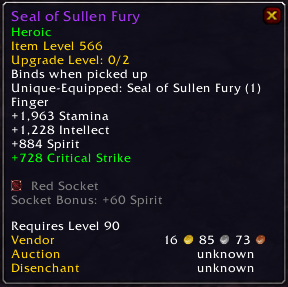 Seal of Sullen Fury
Heroic
Item Level 566
Upgrade Level: 0/2
Binds when picked up
Unique-Equipped: Seal of Sullen Fury (1)
Finger
+1,963 Stamina
+1,228 Intellect
+884 Spirit
+728 Critical Strike
Red Socket
Socket Bonus: +60 Spirit
Requires Level 90
Vendor 16 85 73
Auction unknown
Disenchant unknown